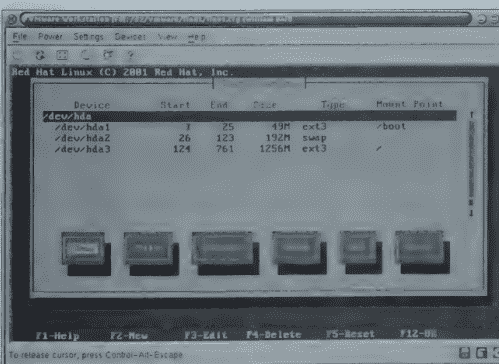 File Power Settings Devices View Help
Red Hat Linux (C) 2001 Red Hat, Inc.
Device Start End Size Type Mount Point
/dev/hda
/dev/hda1 1 25 49M ext3 /boot
/dev/hda2 26 123 192M swap
/dev/hda3 124 761 1256M ext3 /
F1-Help F2-New F3-Edit F4-Delete F5-Reset F12-OK
To release cursor, press Control-Alt-Escape